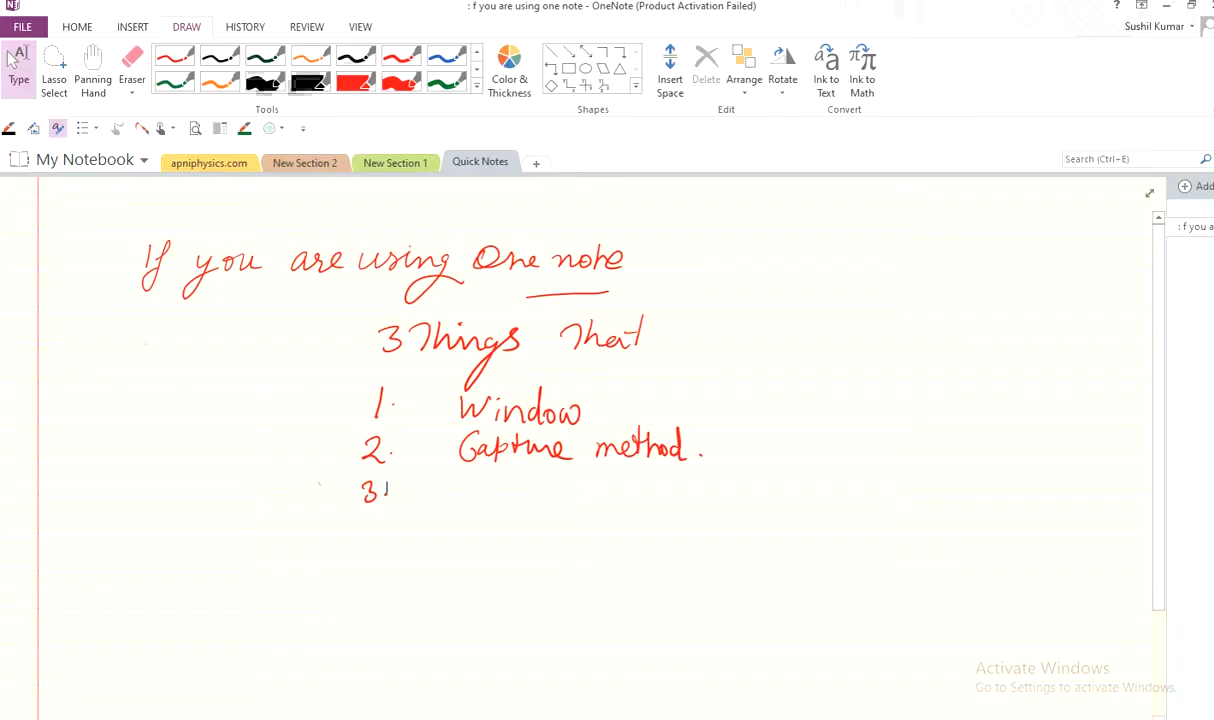 : f you are using one note - OneNote (Product Activation Failed)
FILE HOME INSERT DRAW HISTORY REVIEW VIEW
Sushil Kumar
Type Lasso Select Panning Hand Eraser Color & Thickness Insert Space Delete Arrange Rotate Ink to Text Ink to Math
Tools Shapes Edit Convert
My Notebook apniphysics.com New Section 2 New Section 1 Quick Notes Search (Ctrl+E)
Add
: f you a
If you are using One note
3 Things That
1. Window
2. Capture method.
3
Activate Windows
Go to Settings to activate Windows.